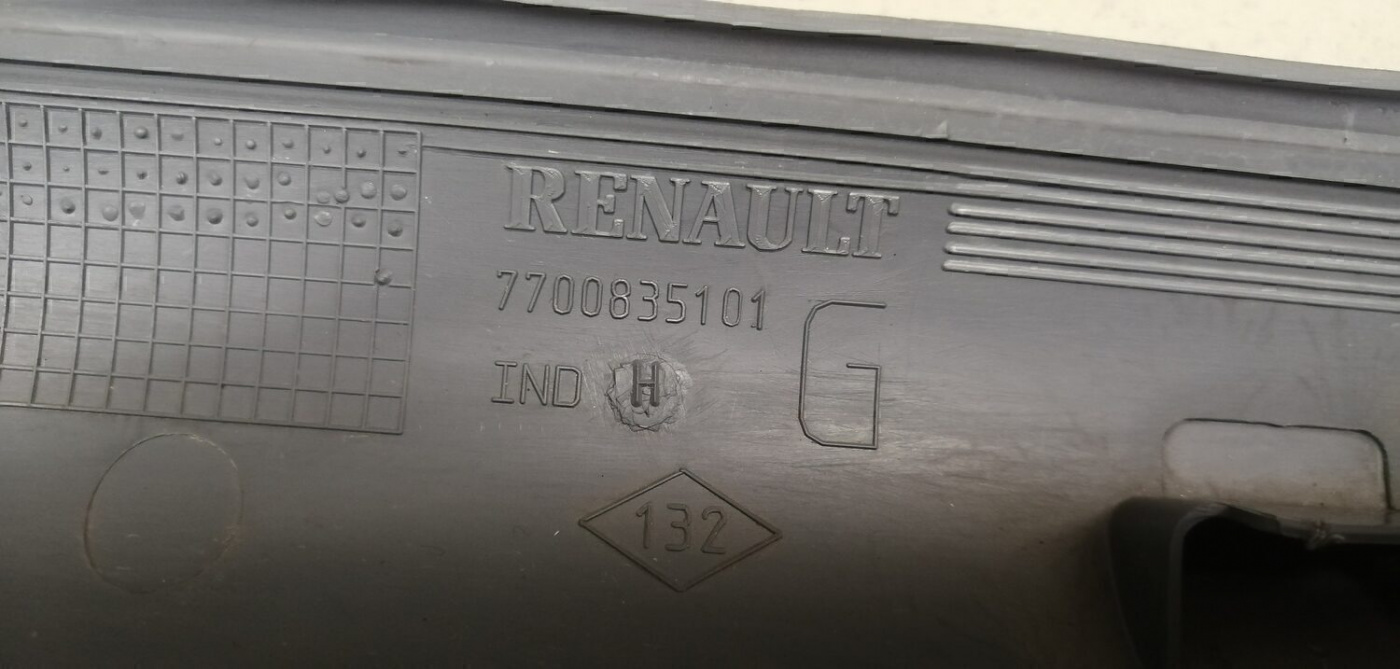 RENAULT
7700835101
G
IND H
132